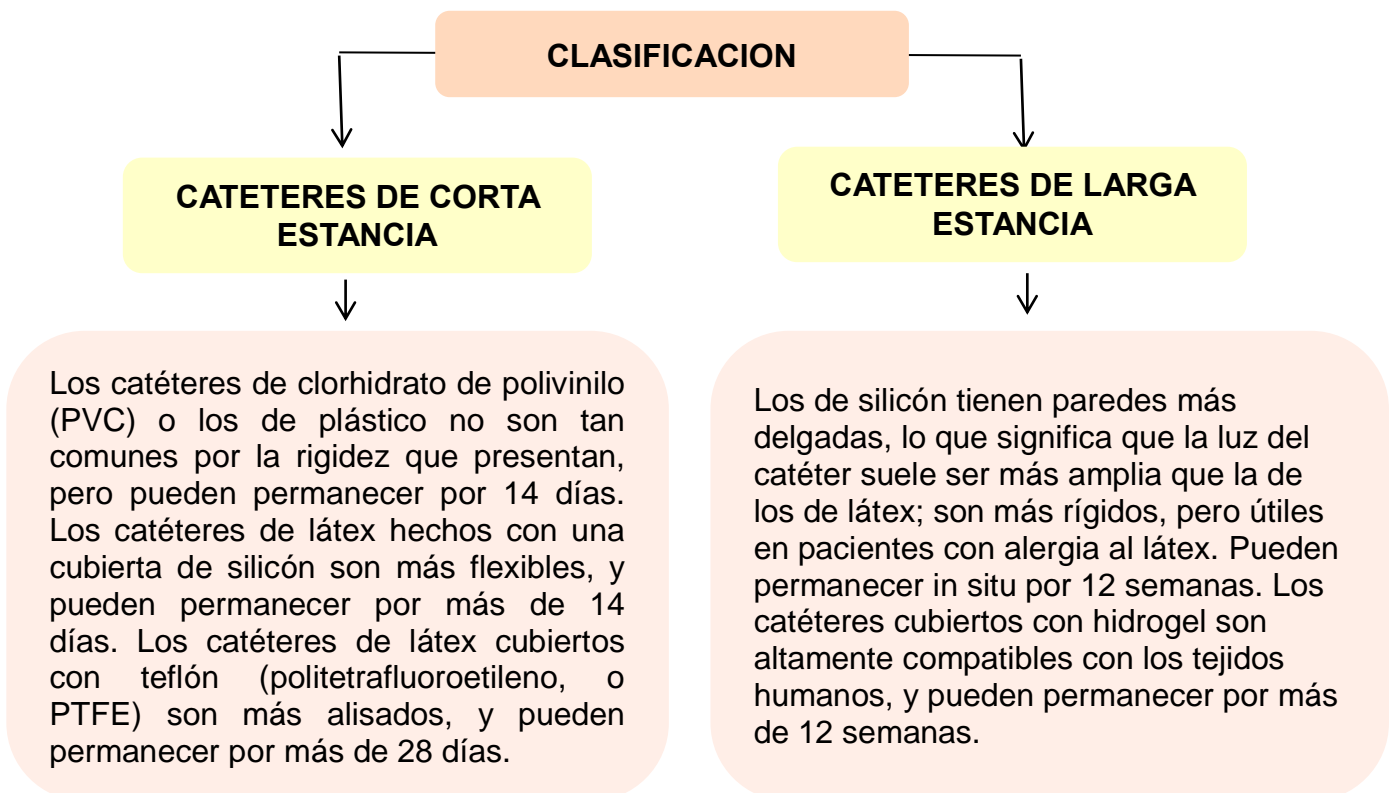 CLASIFICACION
CATETERES DE CORTA
ESTANCIA
Los catéteres de clorhidrato de polivinilo
(PVC) o los de plástico no son tan
comunes por la rigidez que presentan,
pero pueden permanecer por 14 días.
Los catéteres de látex hechos con una
cubierta de silicón son más flexibles, y
pueden permanecer por más de 14
días. Los catéteres de látex cubiertos
con teflón (politetrafluoroetileno, o
PTFE) son más alisados, y pueden
permanecer por más de 28 días.
CATETERES DE LARGA
ESTANCIA
Los de silicón tienen paredes más
delgadas, lo que significa que la luz del
catéter suele ser más amplia que la de
los de látex; son más rígidos, pero útiles
en pacientes con alergia al látex. Pueden
permanecer in situ por 12 semanas. Los
catéteres cubiertos con hidrogel son
altamente compatibles con los tejidos
humanos, y pueden permanecer por más
de 12 semanas.